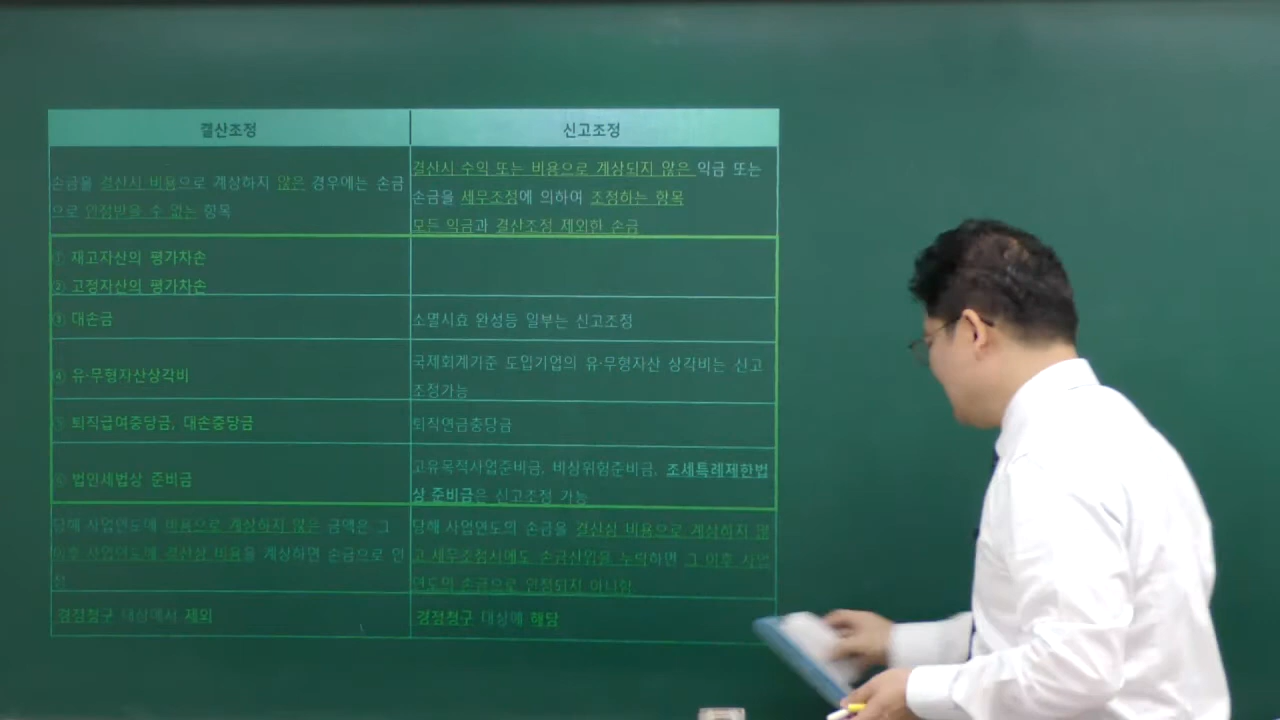 결산조정
신고조정
손금을 결산시 비용으로 계상하지 않은 경우에는 손금
으로 인정받을 수 없는 항목
결산시 수익 또는 비용으로 계상되지 않은 익금 또는
손금을 세무조정에 의하여 조정하는 항목
모든 익금과 결산조정 제외한 손금
① 재고자산의 평가차손
② 고정자산의 평가차손
③ 대손금
소멸시효 완성등 일부는 신고조정
④ 유·무형자산상각비
국제회계기준 도입기업의 유·무형자산 상각비는 신고
조정가능
⑤ 퇴직급여충당금, 대손충당금
퇴직연금충당금
⑥ 법인세법상 준비금
고유목적사업준비금, 비상위험준비금, 조세특례제한법
상 준비금은 신고조정 가능
당해 사업연도에 비용으로 계상하지 않은 금액은 그
이후 사업연도에 결산상 비용을 계상하면 손금으로 인
정
당해 사업연도의 손금을 결산상 비용으로 계상하지 않
고 세무조정시에도 손금산입을 누락하면 그 이후 사업
연도의 손금으로 인정되지 아니함
경정청구 대상에서 제외
경정청구 대상에 해당